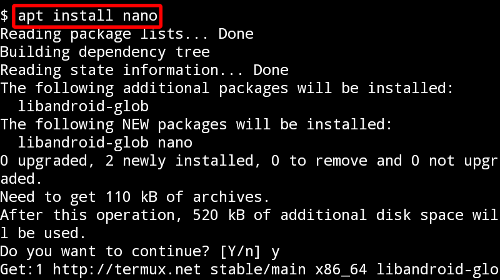 $ apt install nano
Reading package lists... Done
Building dependency tree
Reading state information... Done
The following additional packages will be installed:
  libandroid-glob
The following NEW packages will be installed:
  libandroid-glob nano
0 upgraded, 2 newly installed, 0 to remove and 0 not upgr
aded.
Need to get 110 kB of archives.
After this operation, 520 kB of additional disk space wil
l be used.
Do you want to continue? [Y/n] y
Get:1 http://termux.net stable/main x86_64 libandroid-glo